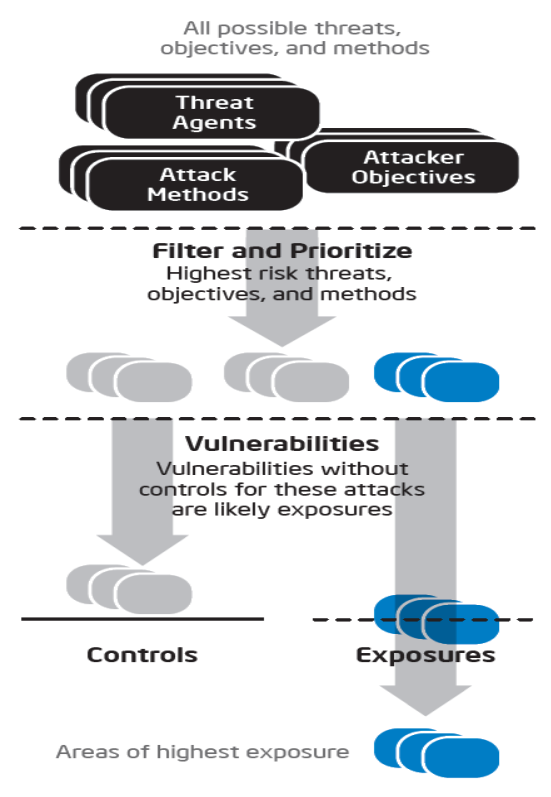 All possible threats,
objectives, and methods
Threat
Agents
Attacker
Objectives
Attack
Methods
Filter and Prioritize
Highest risk threats,
objectives, and methods
Vulnerabilities
Vulnerabilities without
controls for these attacks
are likely exposures
Controls
Exposures
Areas of highest exposure